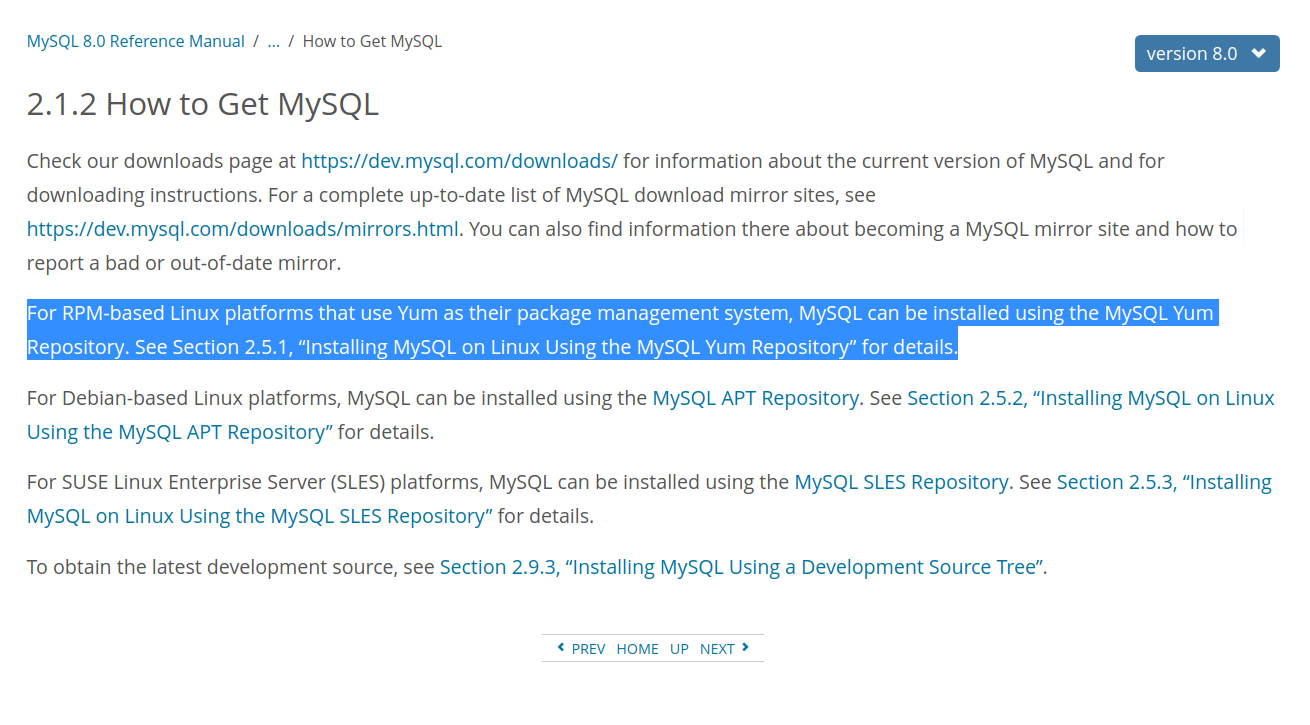 MySQL 8.0 Reference Manual / ... / How to Get MySQL
version 8.0
2.1.2 How to Get MySQL
Check our downloads page at https://dev.mysql.com/downloads/ for information about the current version of MySQL and for
downloading instructions. For a complete up-to-date list of MySQL download mirror sites, see
https://dev.mysql.com/downloads/mirrors.html. You can also find information there about becoming a MySQL mirror site and how to
report a bad or out-of-date mirror.
For RPM-based Linux platforms that use Yum as their package management system, MySQL can be installed using the MySQL Yum
Repository. See Section 2.5.1, “Installing MySQL on Linux Using the MySQL Yum Repository” for details.
For Debian-based Linux platforms, MySQL can be installed using the MySQL APT Repository. See Section 2.5.2, “Installing MySQL on Linux
Using the MySQL APT Repository” for details.
For SUSE Linux Enterprise Server (SLES) platforms, MySQL can be installed using the MySQL SLES Repository. See Section 2.5.3, “Installing
MySQL on Linux Using the MySQL SLES Repository” for details.
To obtain the latest development source, see Section 2.9.3, “Installing MySQL Using a Development Source Tree”.
PREV HOME UP NEXT